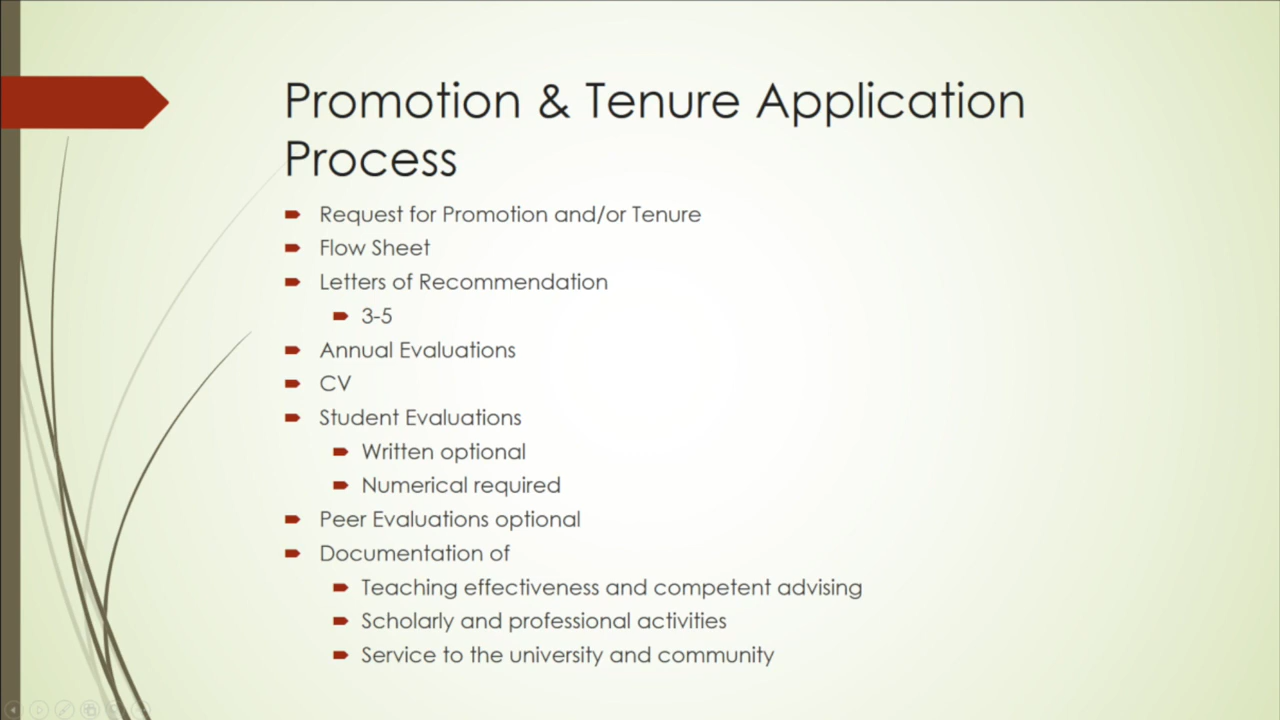 Promotion & Tenure Application
Process
Request for Promotion and/or Tenure
Flow Sheet
Letters of Recommendation
3-5
Annual Evaluations
CV
Student Evaluations
Written optional
Numerical required
Peer Evaluations optional
Documentation of
Teaching effectiveness and competent advising
Scholarly and professional activities
Service to the university and community